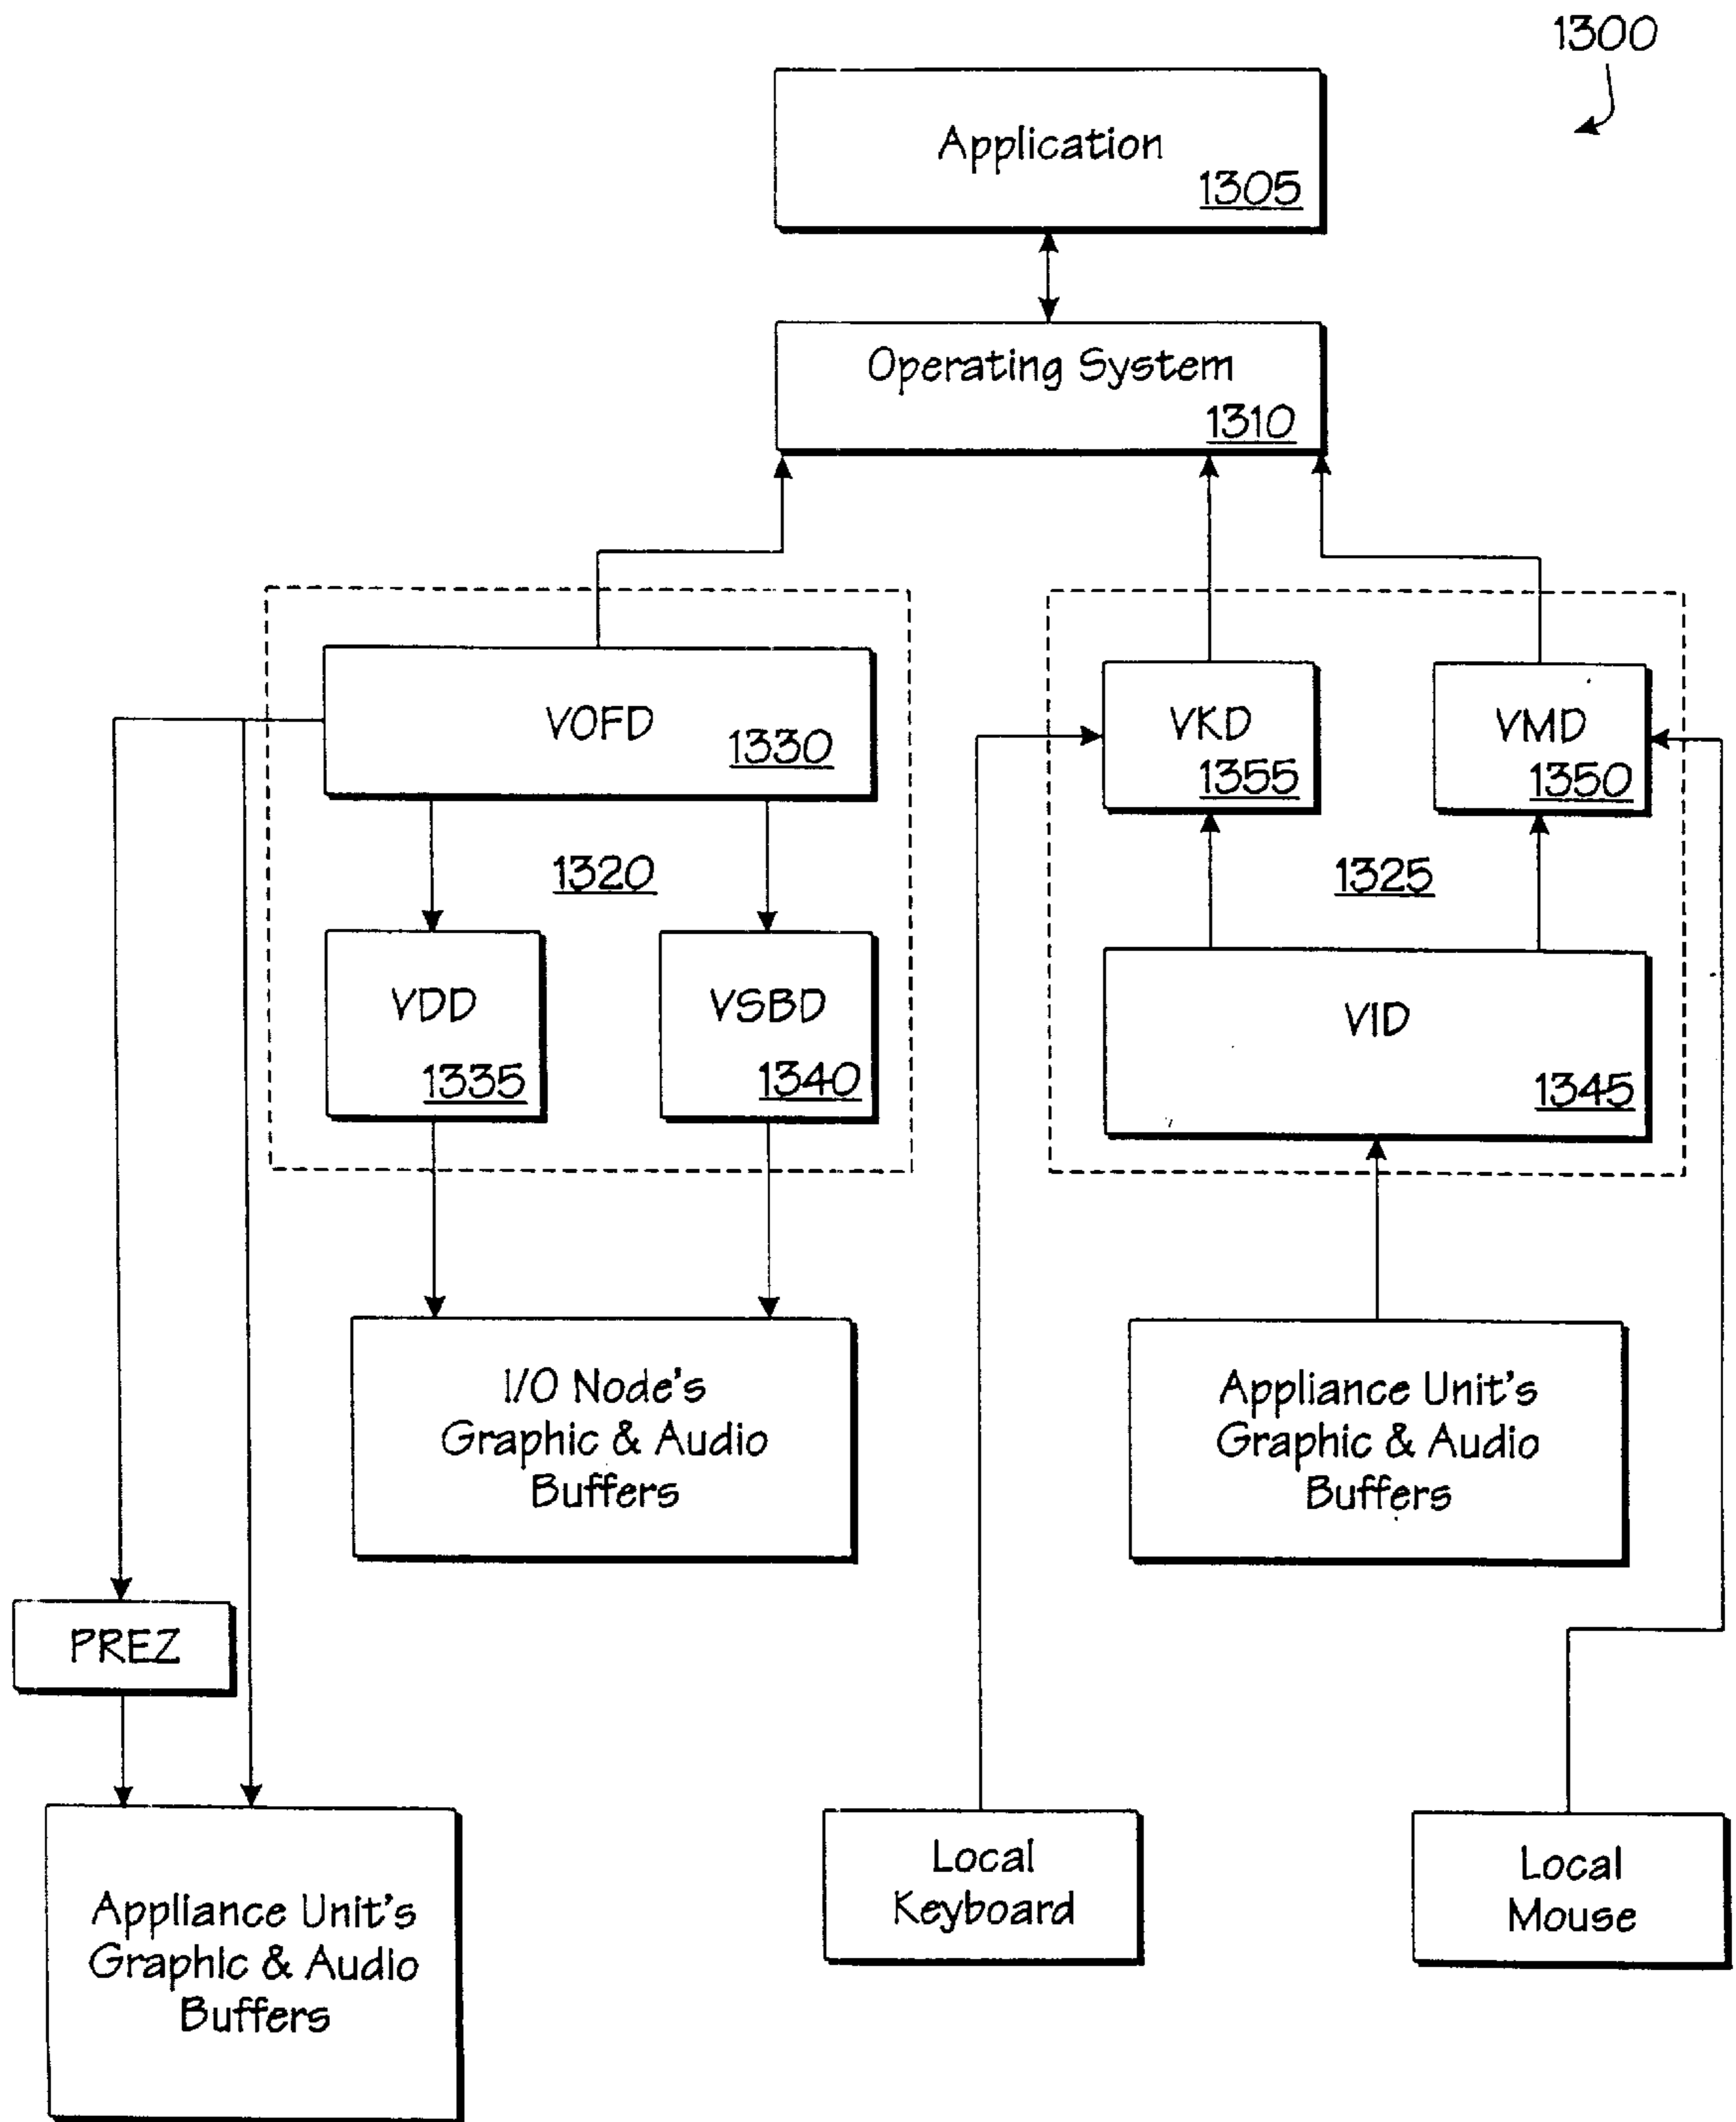 1300
Application
1305
Operating System
1310
VOFD
1330
VKD
1355
VMD
1350
1320
1325
VDD
1335
VSBD
1340
VID
1345
I/O Node's
Graphic & Audio
Buffers
Appliance Unit's
Graphic & Audio
Buffers
PREZ
Local
Keyboard
Local
Mouse
Appliance Unit's
Graphic & Audio
Buffers